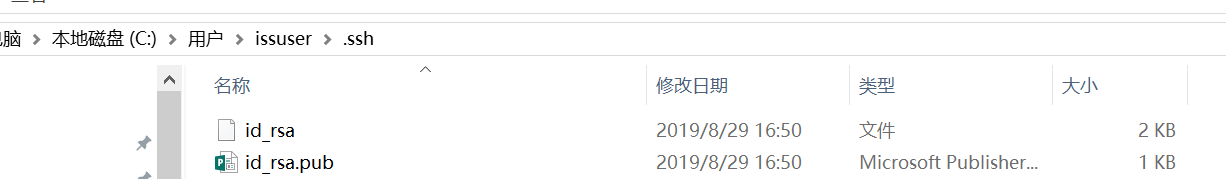 电脑 本地磁盘 (C:) 用户 issuser .ssh
名称 修改日期 类型 大小
id_rsa 2019/8/29 16:50 文件 2 KB
id_rsa.pub 2019/8/29 16:50 Microsoft Publisher... 1 KB